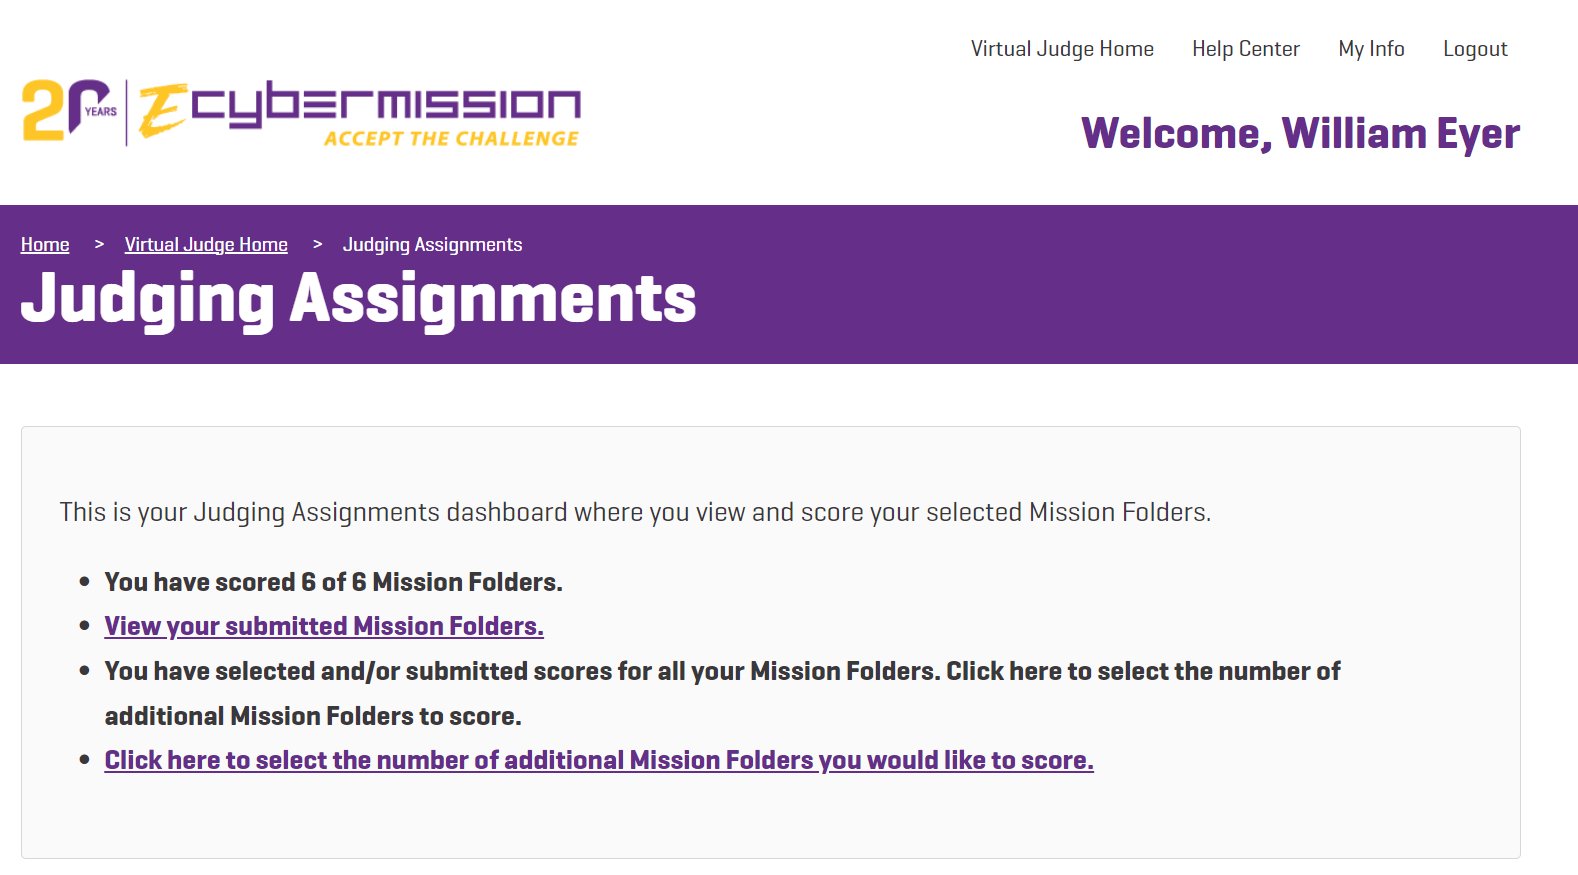 Virtual Judge Home Help Center My Info Logout
20 YEARS ecybermission
ACCEPT THE CHALLENGE
Welcome, William Eyer
Home > Virtual Judge Home > Judging Assignments
Judging Assignments
This is your Judging Assignments dashboard where you view and score your selected Mission Folders.
• You have scored 6 of 6 Mission Folders.
• View your submitted Mission Folders.
• You have selected and/or submitted scores for all your Mission Folders. Click here to select the number of
additional Mission Folders to score.
• Click here to select the number of additional Mission Folders you would like to score.